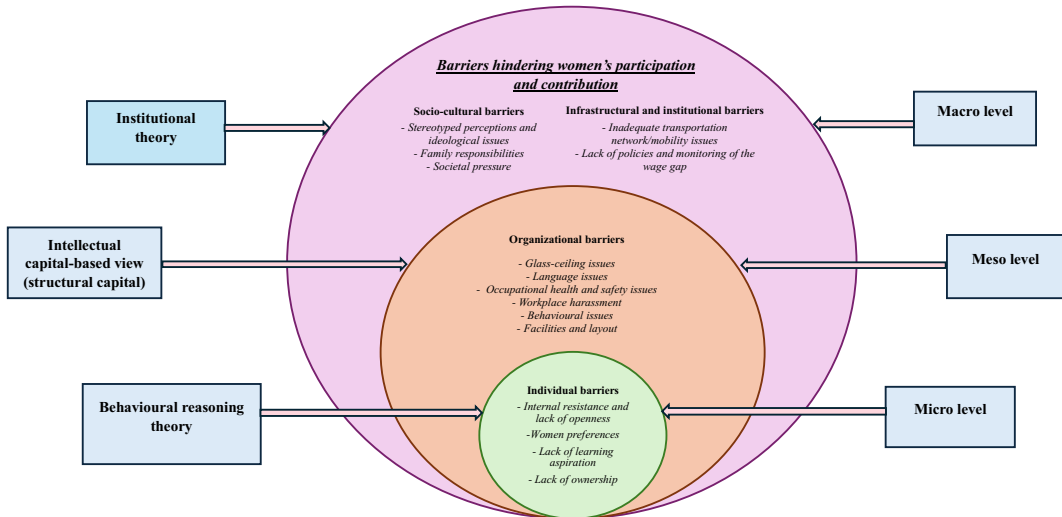 Barriers hindering women's participation
and contribution
Socio-cultural barriers
- Stereotyped perceptions and
ideological issues
- Family responsibilities
- Societal pressure
Infrastructural and institutional barriers
- Inadequate transportation
network/mobility issues
- Lack of policies and monitoring of the
wage gap
Institutional
theory
Macro level
Intellectual
capital-based view
(structural capital)
Organizational barriers
- Glass-ceiling issues
- Language issues
- Occupational health and safety issues
- Workplace harassment
- Behavioural issues
- Facilities and layout
Meso level
Behavioural reasoning
theory
Individual barriers
- Internal resistance and
lack of openness
-Women preferences
- Lack of learning
aspiration
- Lack of ownership
Micro level